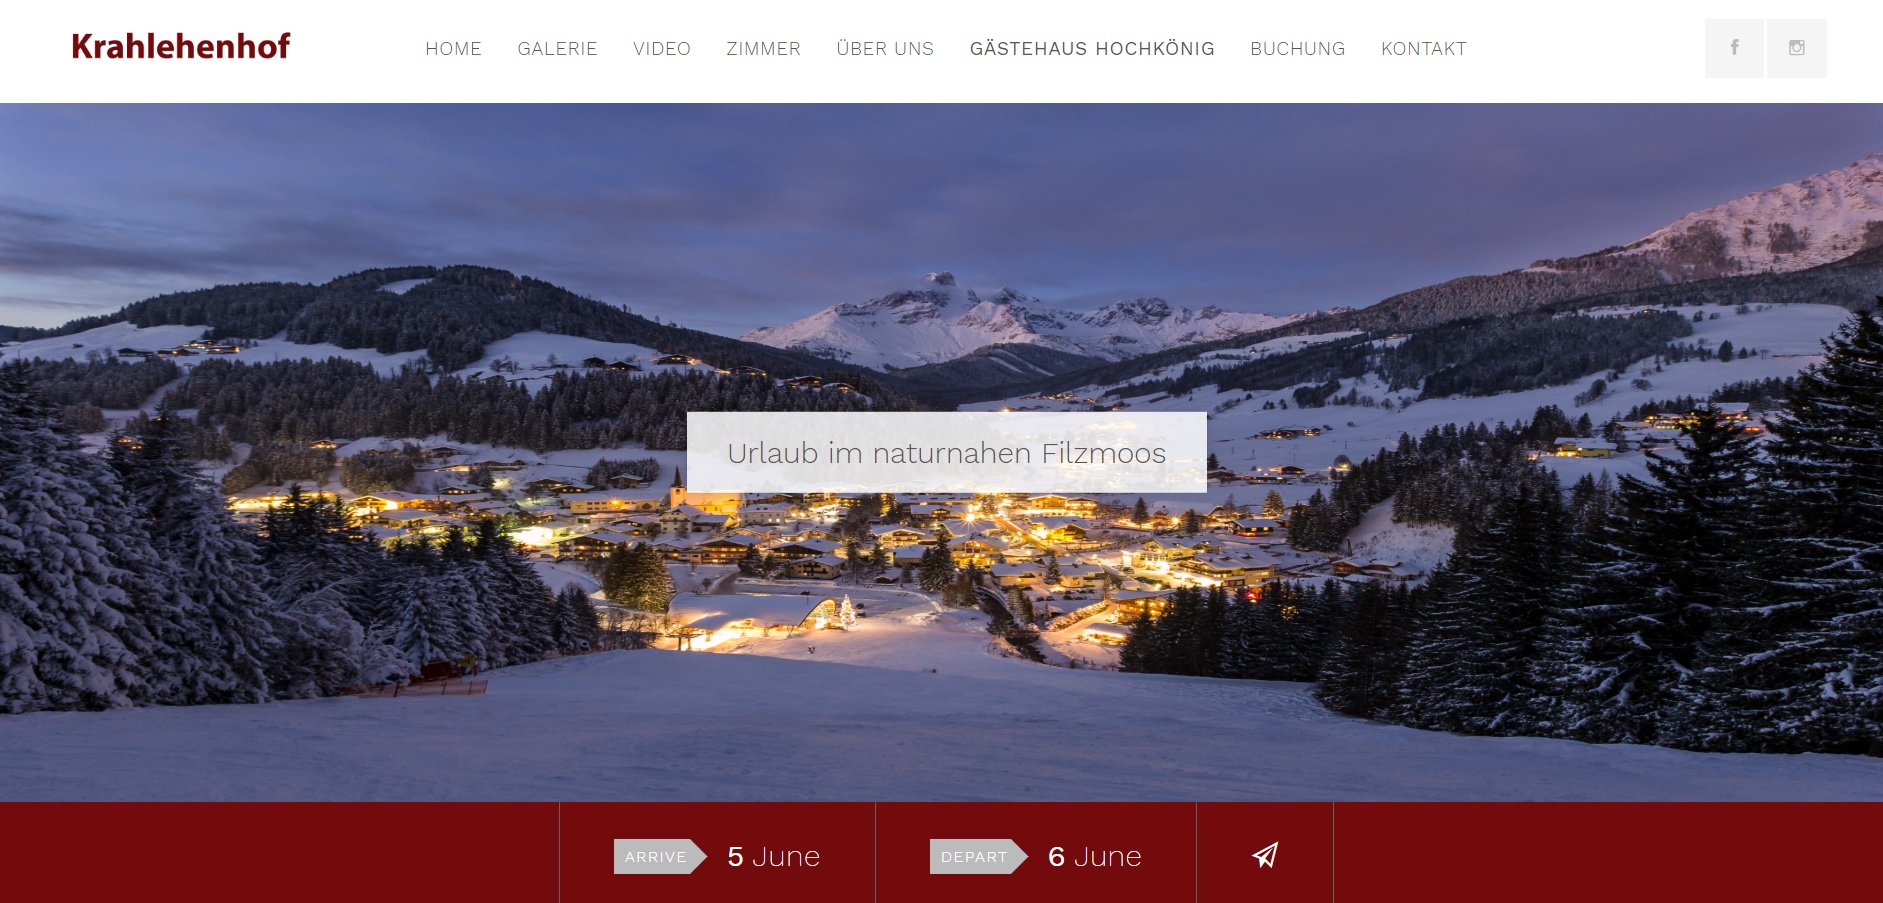 Krahlehenhof
HOME GALERIE VIDEO ZIMMER ÜBER UNS GÄSTEHAUS HOCHKÖNIG BUCHUNG KONTAKT
Urlaub im naturnahen Filzmoos
ARRIVE 5 June DEPART 6 June